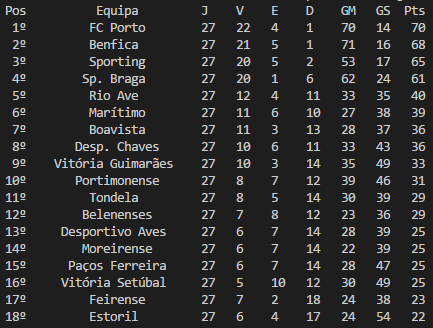 Pos Equipa J V E D GM GS Pts
1º FC Porto 27 22 4 1 70 14 70
2º Benfica 27 21 5 1 71 16 68
3º Sporting 27 20 5 2 53 17 65
4º Sp. Braga 27 20 1 6 62 24 61
5º Rio Ave 27 12 4 11 33 35 40
6º Marítimo 27 11 6 10 27 38 39
7º Boavista 27 11 3 13 28 37 36
8º Desp. Chaves 27 10 6 11 33 43 36
9º Vitória Guimarães 27 10 3 14 35 49 33
10º Portimonense 27 8 7 12 39 46 31
11º Tondela 27 8 5 14 30 39 29
12º Belenenses 27 7 8 12 23 36 29
13º Desportivo Aves 27 6 7 14 28 39 25
14º Moreirense 27 6 7 14 22 39 25
15º Paços Ferreira 27 6 7 14 28 47 25
16º Vitória Setúbal 27 5 10 12 30 49 25
17º Feirense 27 7 2 18 24 38 23
18º Estoril 27 6 4 17 24 54 22